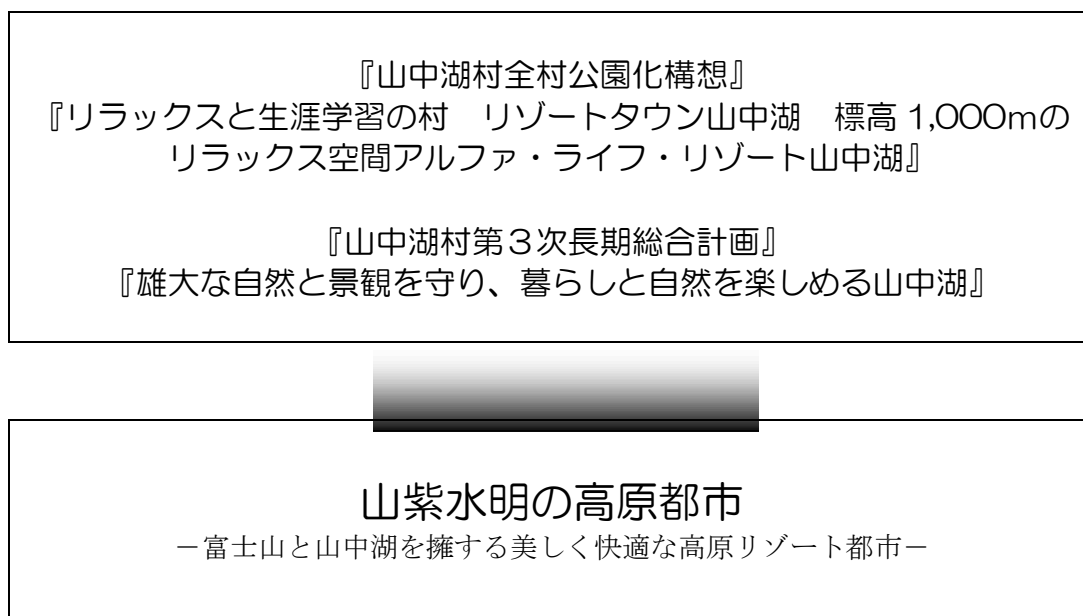 『山中湖村全村公園化構想』
『リラックスと生涯学習の村　リゾートタウン山中湖　標高 1,000mの
リラックス空間アルファ・ライフ・リゾート山中湖』
『山中湖村第３次長期総合計画』
『雄大な自然と景観を守り、暮らしと自然を楽しめる山中湖』
山紫水明の高原都市
－富士山と山中湖を擁する美しく快適な高原リゾート都市－